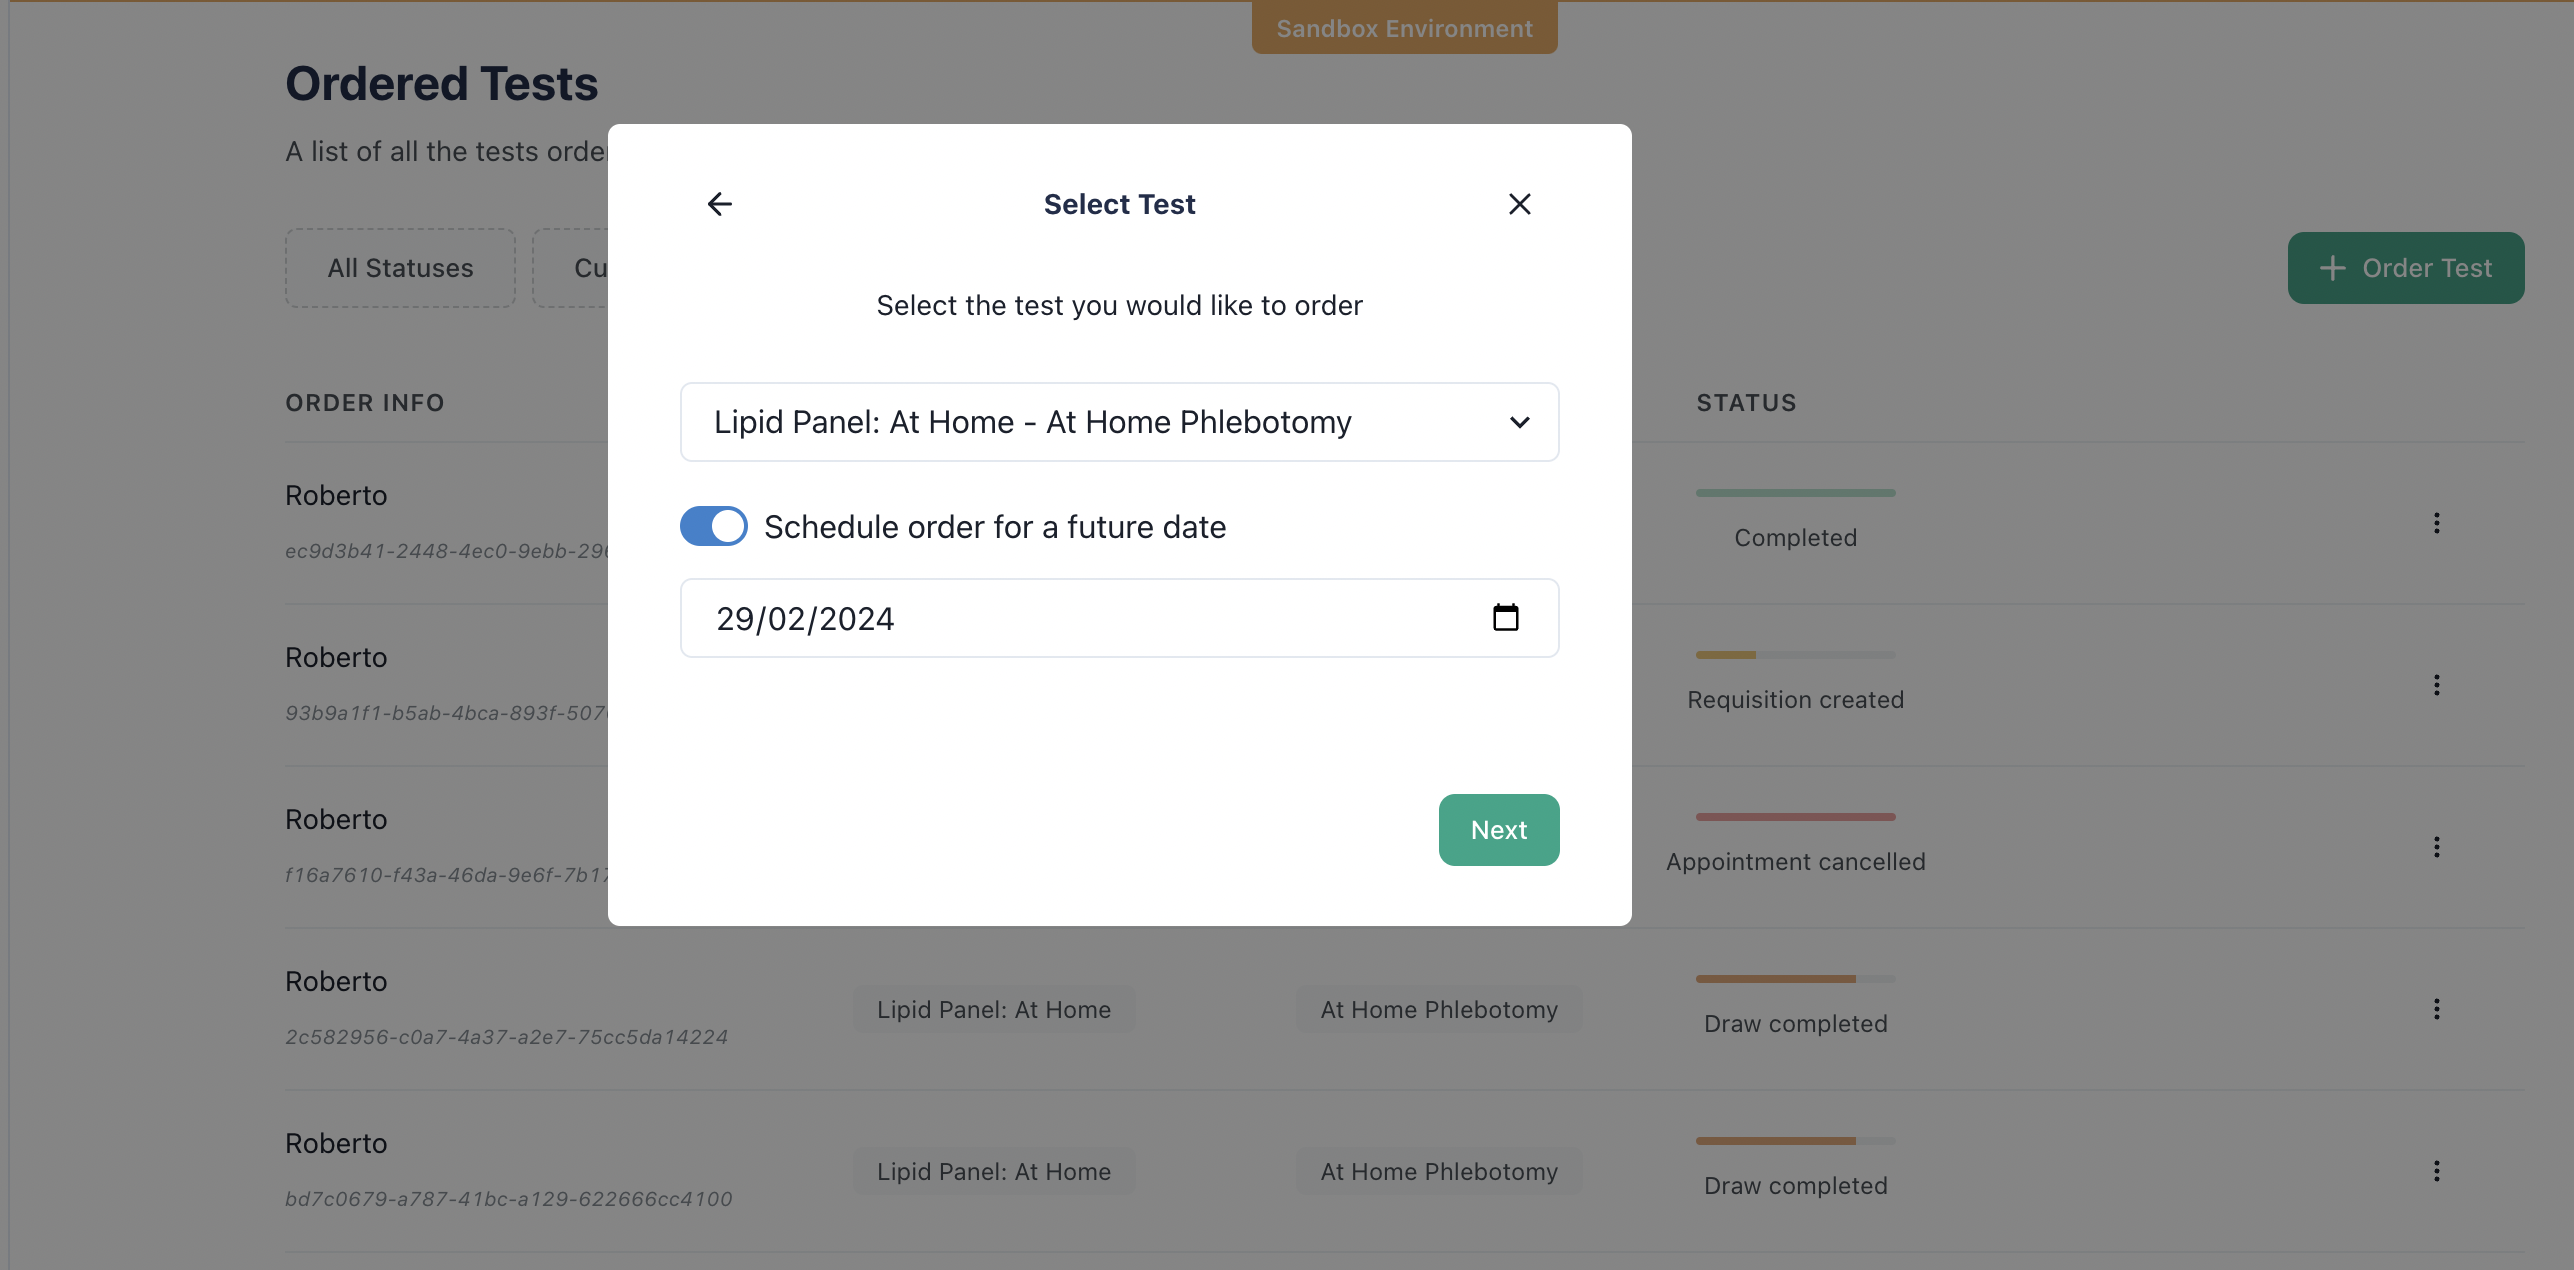 Sandbox Environment
Ordered Tests
A list of all the tests
All Statuses
Order Test
ORDER INFO
STATUS
Select Test
Select the test you would like to order
Lipid Panel: At Home - At Home Phlebotomy
Schedule order for a future date
29/02/2024
Next
Roberto
ec9d3b41-2448-4ec0-9ebb-29
Completed
Roberto
93b9a1f1-b5ab-4bca-893f-507
Requisition created
Roberto
f16a7610-f43a-46da-9e6f-7b17
Appointment cancelled
Roberto
2c582956-c0a7-4a37-a2e7-75cc5da14224
Lipid Panel: At Home
At Home Phlebotomy
Draw completed
Roberto
bd7c0679-a787-41bc-a129-622666cc4100
Lipid Panel: At Home
At Home Phlebotomy
Draw completed